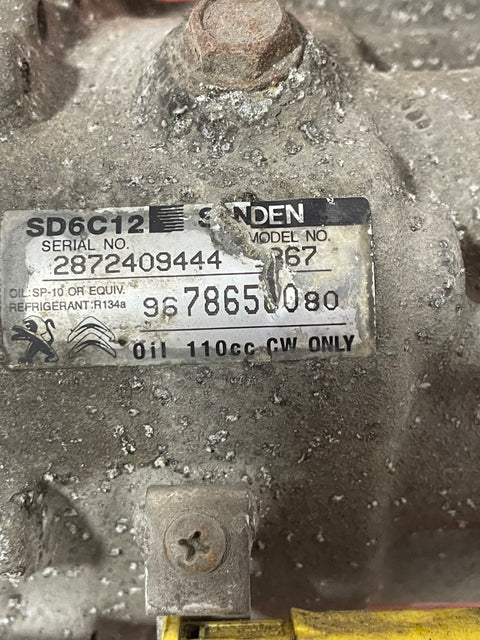 SD6C12 SANDEN
SERIAL NO. MODEL NO.
2872409444
OIL:SP-10 OR EQUIV.
REFRIGERANT:R134a
Oil 110cc CW ONLY